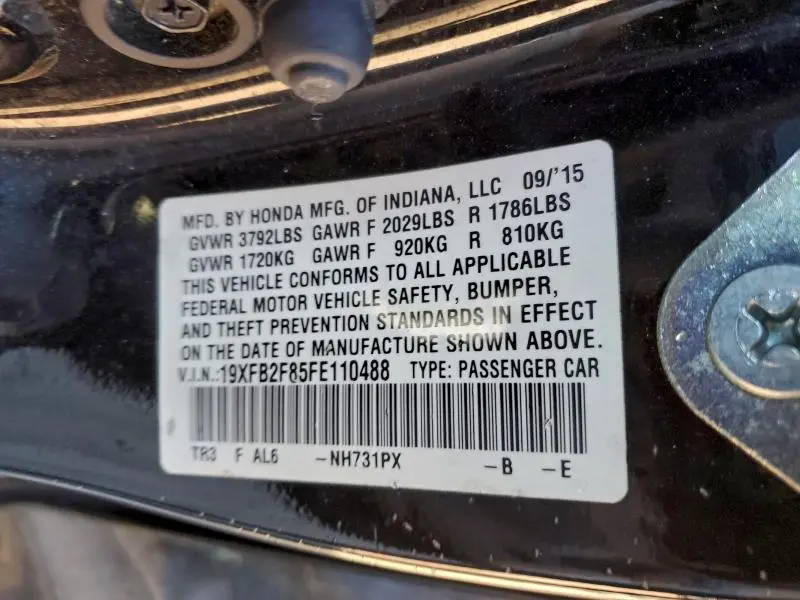 MFD. BY HONDA MFG. OF INDIANA, LLC 09/'15
GVWR 3792LBS GAWR F 2029LBS R 1786LBS
GVWR 1720KG GAWR F 920KG R 810KG
THIS VEHICLE CONFORMS TO ALL APPLICABLE
FEDERAL MOTOR VEHICLE SAFETY, BUMPER,
AND THEFT PREVENTION STANDARDS IN EFFECT
ON THE DATE OF MANUFACTURE SHOWN ABOVE.
V.I.N.:19XFB2F85FE110488 TYPE: PASSENGER CAR
TR3 F AL6 -NH731PX -B -E